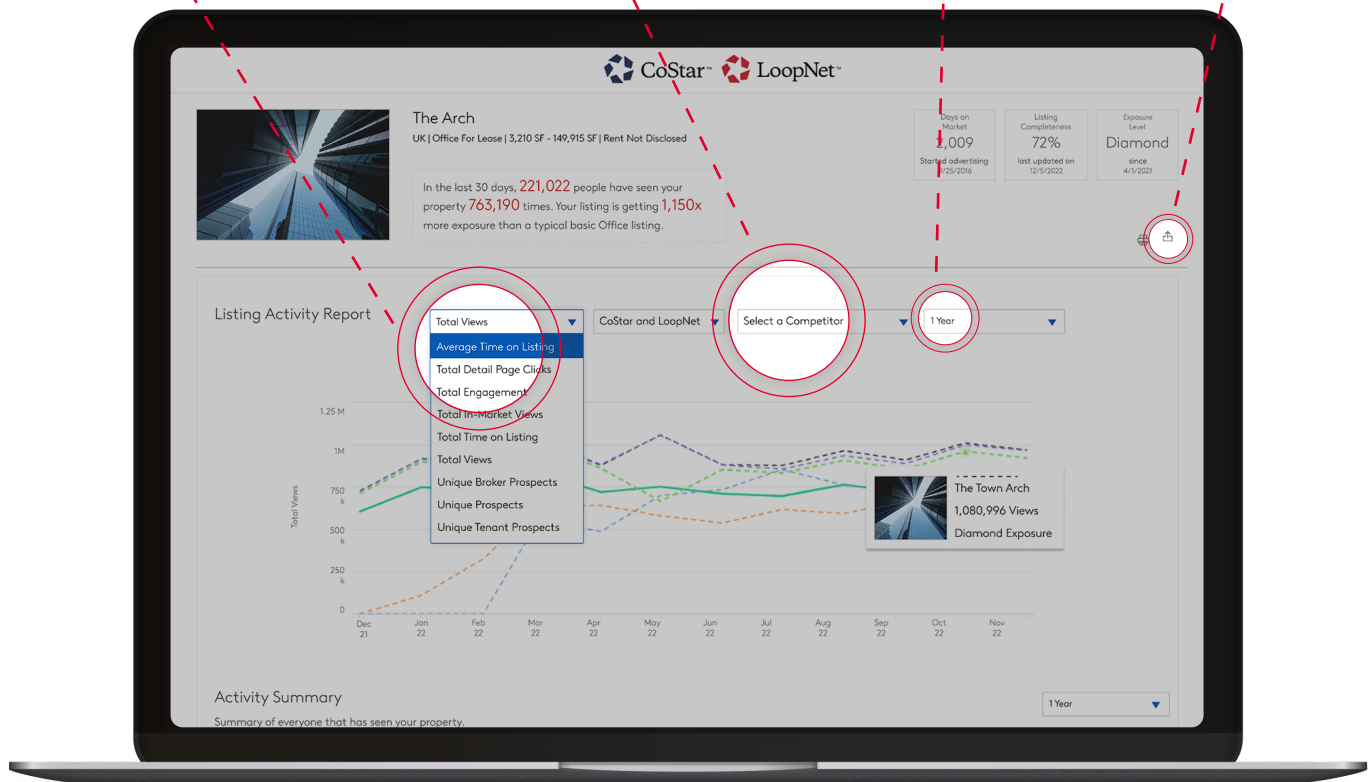 CoStar™ LoopNet™
The Arch
UK | Office For Lease | 3,210 SF - 149,915 SF | Rent Not Disclosed
In the last 30 days, 221,022 people have seen your
property 763,190 times. Your listing is getting 1,150x
more exposure than a typical basic Office listing.
Days on
Market
2,009
Started advertising
9/25/2016
Listing
Completeness
72%
last updated on
12/5/2022
Exposure
Level
Diamond
since
4/1/2021
Listing Activity Report
Total Views
CoStar and LoopNet
Select a Competitor
1 Year
Average Time on Listing
Total Detail Page Clicks
Total Engagement
Total In-Market Views
Total Time on Listing
Total Views
Unique Broker Prospects
Unique Prospects
Unique Tenant Prospects
Total Views
1.25 M
1M
750
k
500
k
250
k
0
The Town Arch
1,080,996 Views
Diamond Exposure
Dec Jan Feb Mar Apr May Jun Jul Aug Sep Oct Nov
21 22 22 22 22 22 22 22 22 22 22 22
Activity Summary
1 Year
Summary of everyone that has seen your property.